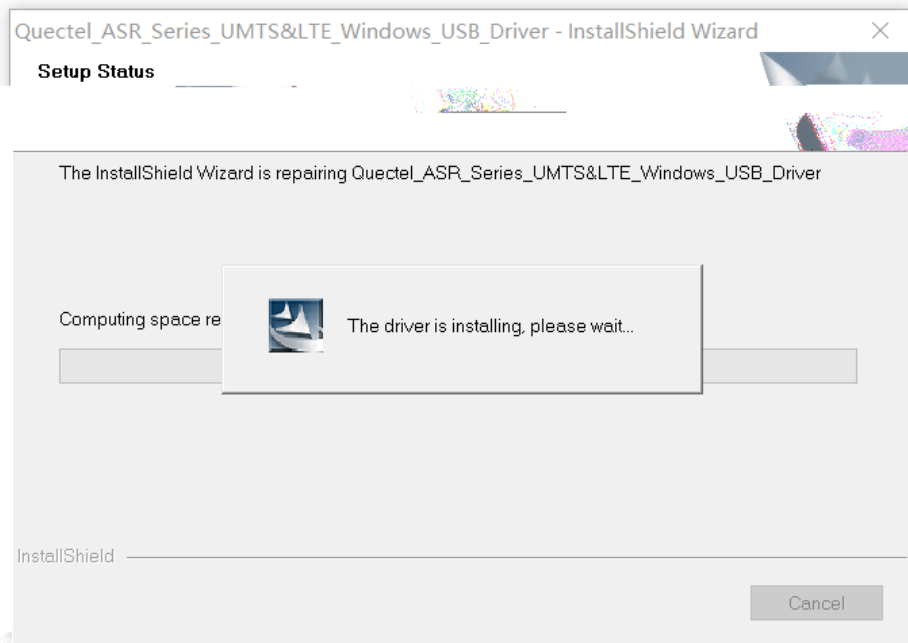 Quectel_ASR_Series_UMTS&LTE_Windows_USB_Driver - InstallShield Wizard
Setup Status
The InstallShield Wizard is repairing Quectel_ASR_Series_UMTS&LTE_Windows_USB_Driver
Computing space re
The driver is installing, please wait...
InstallShield
Cancel